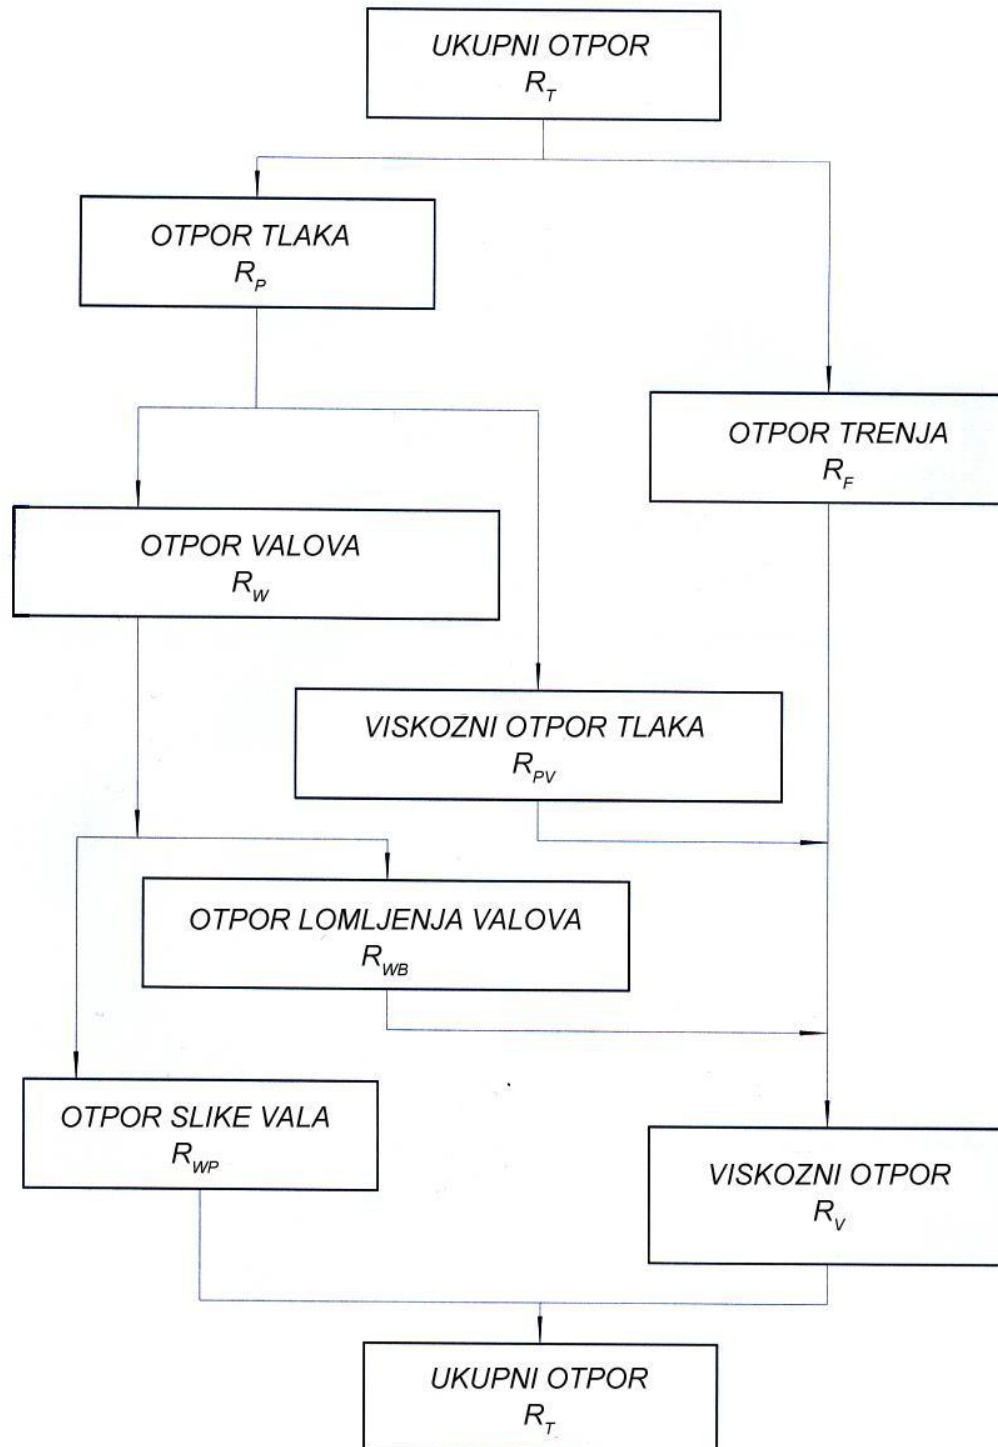 UKUPNI OTPOR
R_T
OTPOR TLAKA
R_P
OTPOR TRENJA
R_F
OTPOR VALOVA
R_W
VISKOZNI OTPOR TLAKA
R_PV
OTPOR LOMLJENJA VALOVA
R_WB
OTPOR SLIKE VALA
R_WP
VISKOZNI OTPOR
R_V
UKUPNI OTPOR
R_T